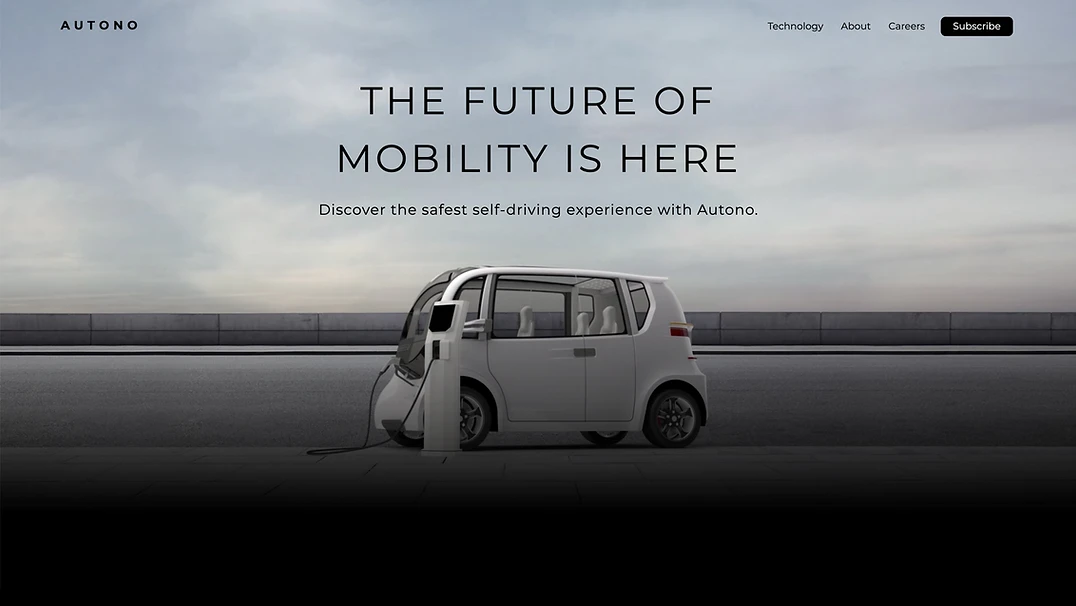 AUTONO
Technology About Careers Subscribe
THE FUTURE OF
MOBILITY IS HERE
Discover the safest self-driving experience with Autono.